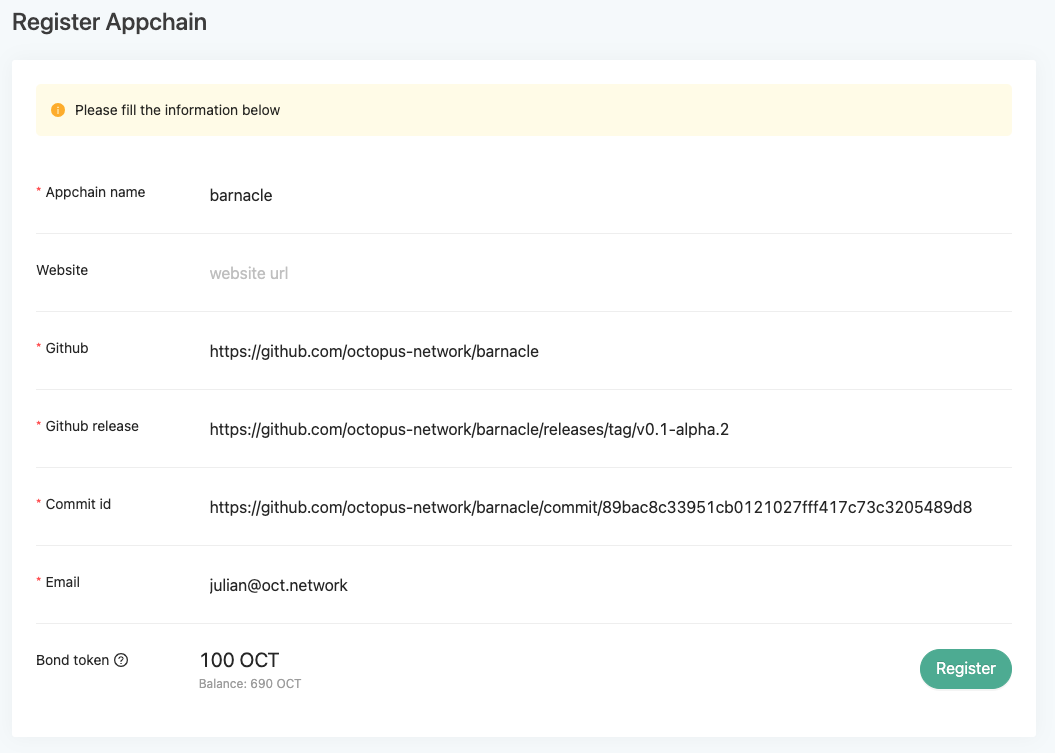 Register Appchain
Please fill the information below
* Appchain name
barnacle
Website
website url
* Github
https://github.com/octopus-network/barnacle
* Github release
https://github.com/octopus-network/barnacle/releases/tag/v0.1-alpha.2
* Commit id
https://github.com/octopus-network/barnacle/commit/89bac8c33951cb0121027fff417c73c3205489d8
* Email
julian@oct.network
Bond token
100 OCT
Balance: 690 OCT
Register